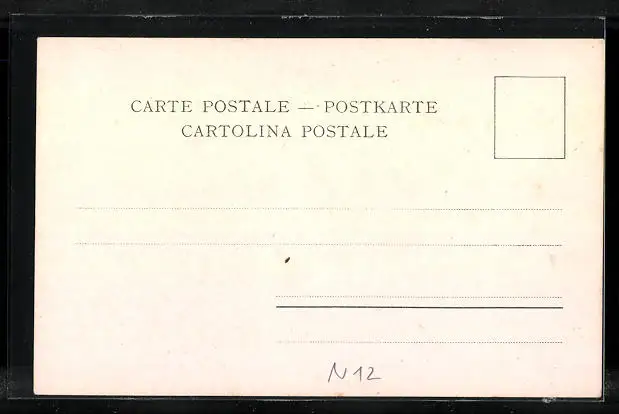 CARTE POSTALE — POSTKARTE
CARTOLINA POSTALE
N 12